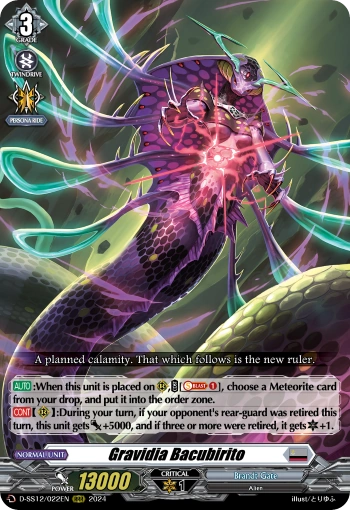 3
GRADE
TWINDRIVE
PERSONA RIDE
A planned calamity. That which follows is the new ruler.
AUTO :When this unit is placed on , [ BLAST 1], choose a Meteorite card
from your drop, and put it into the order zone.
CONT [ ]:During your turn, if your opponent's rear-guard was retired this
turn, this unit gets +5000, and if three or more were retired, it gets +1.
NORMAL UNIT
Gravidia Bacubirito
POWER 13000 CRITICAL 1
Brandt Gate
Alien
D-SS12/022EN RRR 2024 illust/とりゆふ